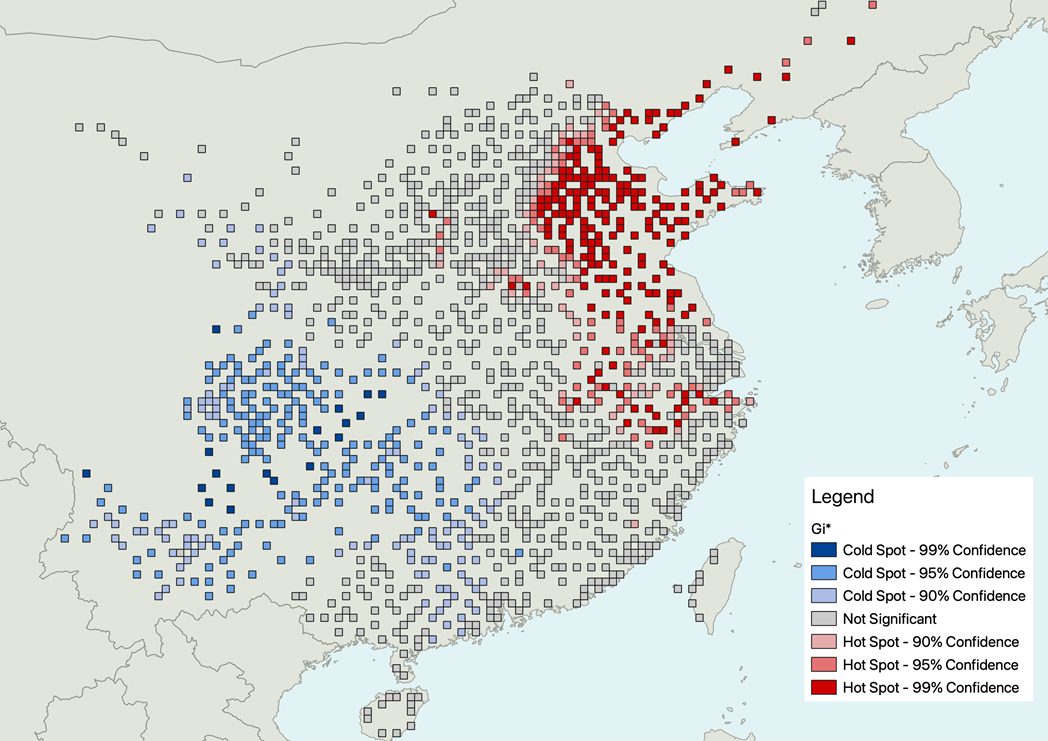 Legend
Gi*
Cold Spot - 99% Confidence
Cold Spot - 95% Confidence
Cold Spot - 90% Confidence
Not Significant
Hot Spot - 90% Confidence
Hot Spot - 95% Confidence
Hot Spot - 99% Confidence